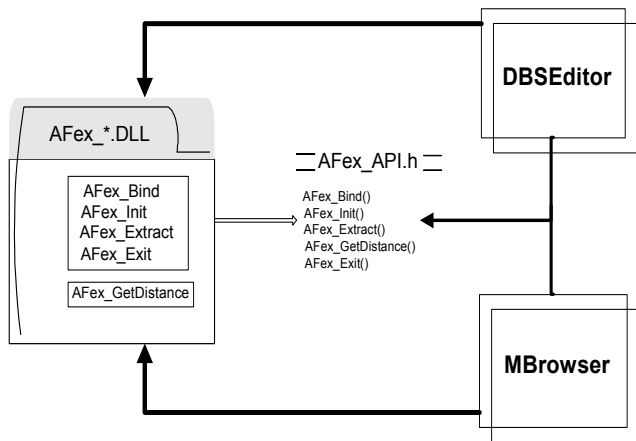 DBSEditor
AFex_*.DLL
AFex_API.h
AFex_Bind
AFex_Init
AFex_Extract
AFex_Exit
AFex_GetDistance
AFex_Bind()
AFex_Init()
AFex_Extract()
AFex_GetDistance()
AFex_Exit()
MBrowser